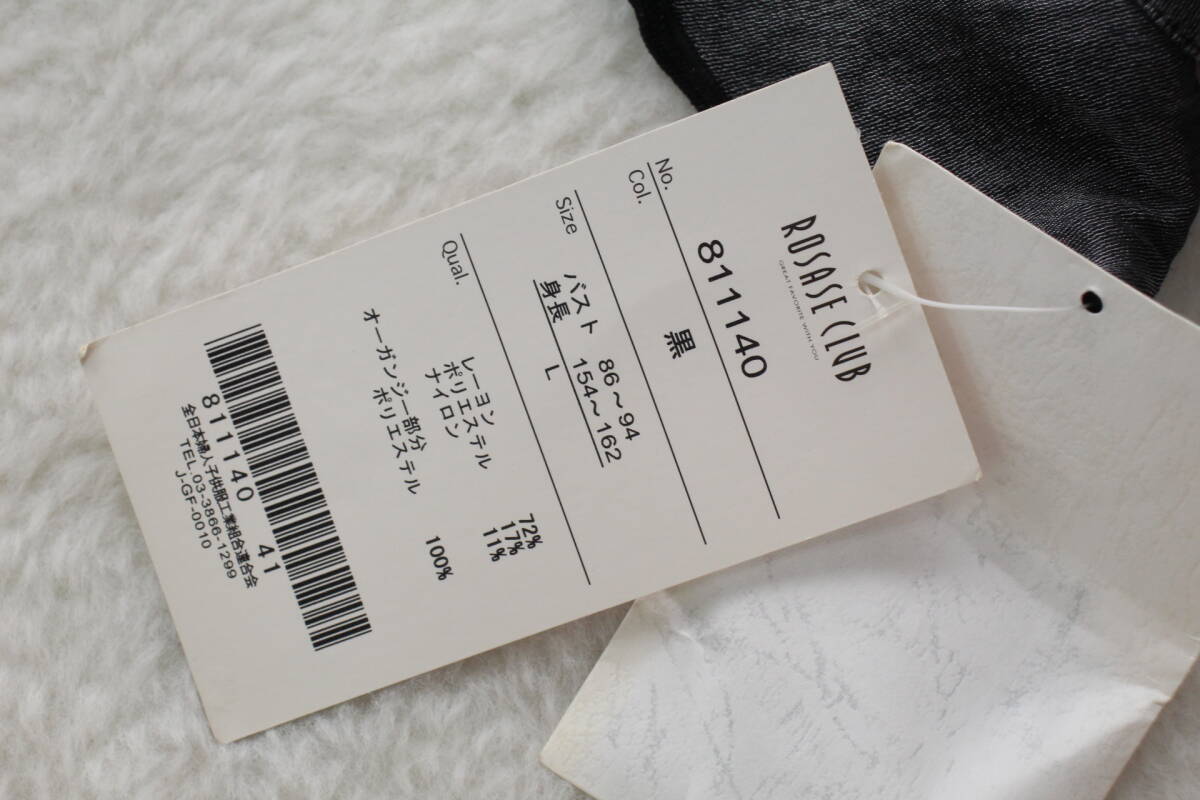 ROSASE CLUB
GREAT FAVORITE WITH YOU
No. 811140
Col. 黒
Size バスト 86～94
身長 154～162
L
Qual. レーヨン 72%
ポリエステル 17%
ナイロン 11%
オーガンジー部分
ポリエステル 100%
811140 41
全日本婦人子供服工業組合連合会
TEL.03-3866-1299
J-GF-0010